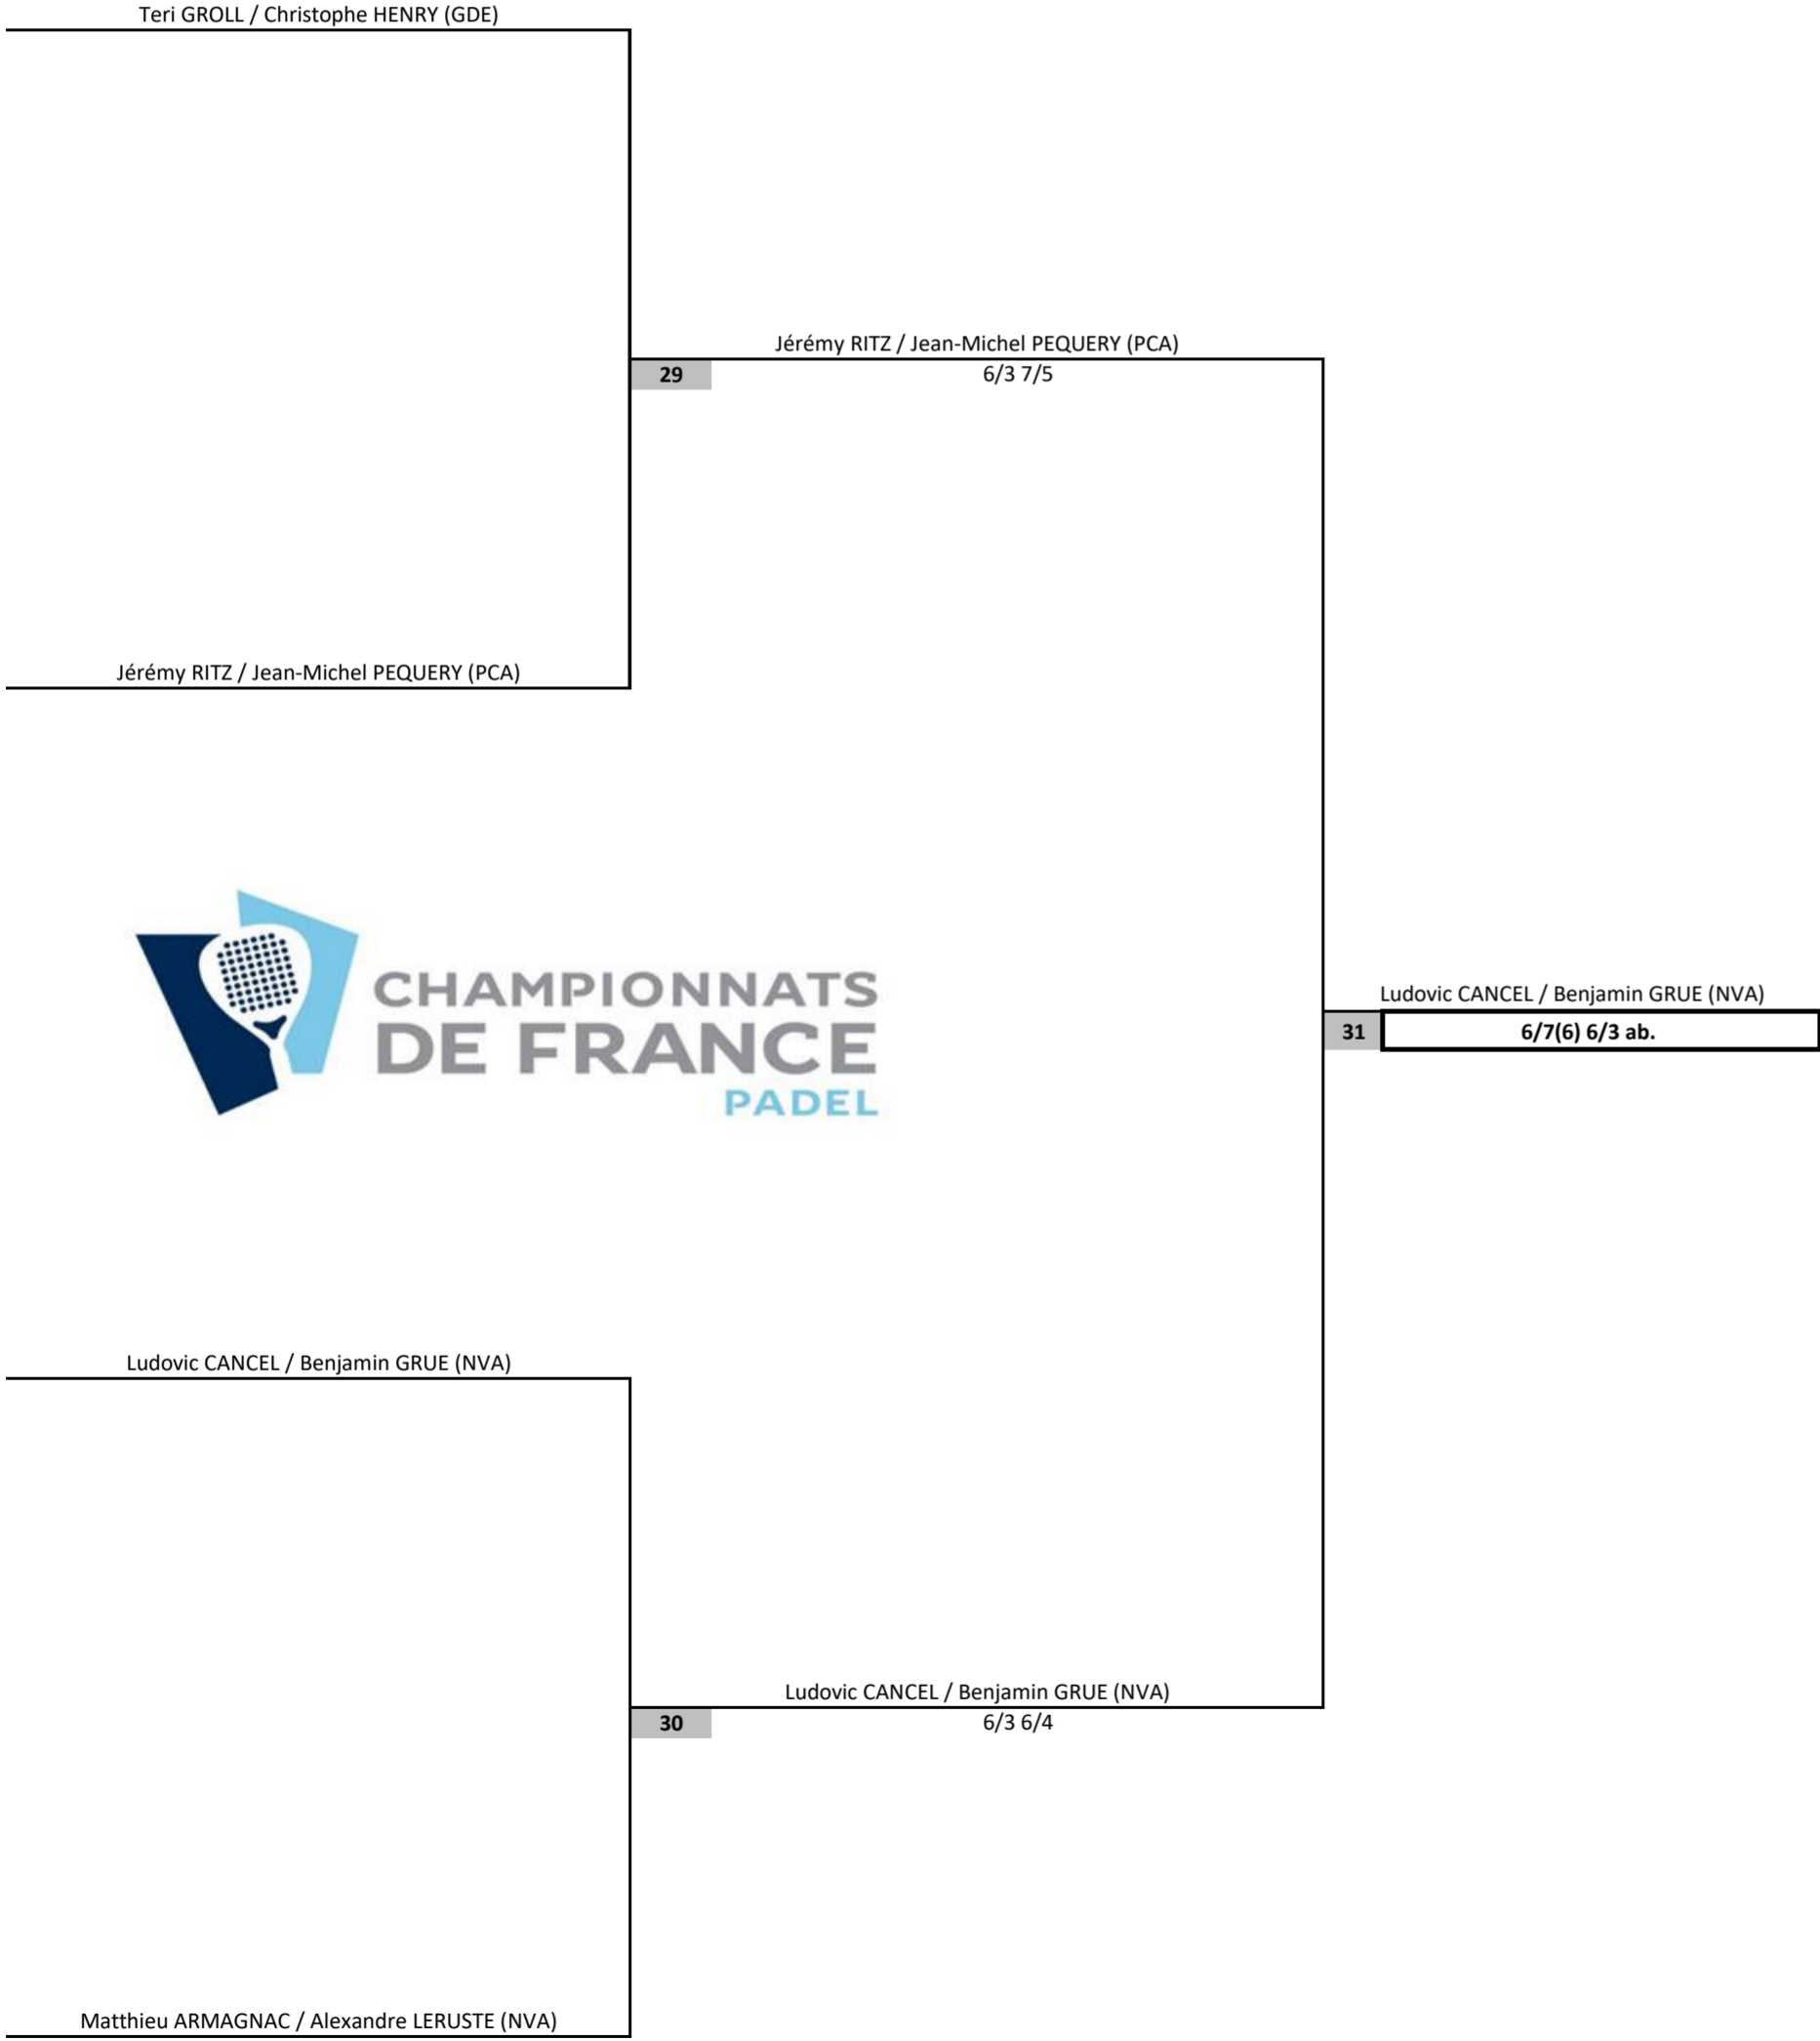 Teri GROLL / Christophe HENRY (GDE)
Jérémy RITZ / Jean-Michel PEQUERY (PCA)
29
6/3 7/5
Jérémy RITZ / Jean-Michel PEQUERY (PCA)
CHAMPIONNATS
DE FRANCE
PADEL
Ludovic CANCEL / Benjamin GRUE (NVA)
31
6/7(6) 6/3 ab.
Ludovic CANCEL / Benjamin GRUE (NVA)
Ludovic CANCEL / Benjamin GRUE (NVA)
30
6/3 6/4
Matthieu ARMAGNAC / Alexandre LERUSTE (NVA)